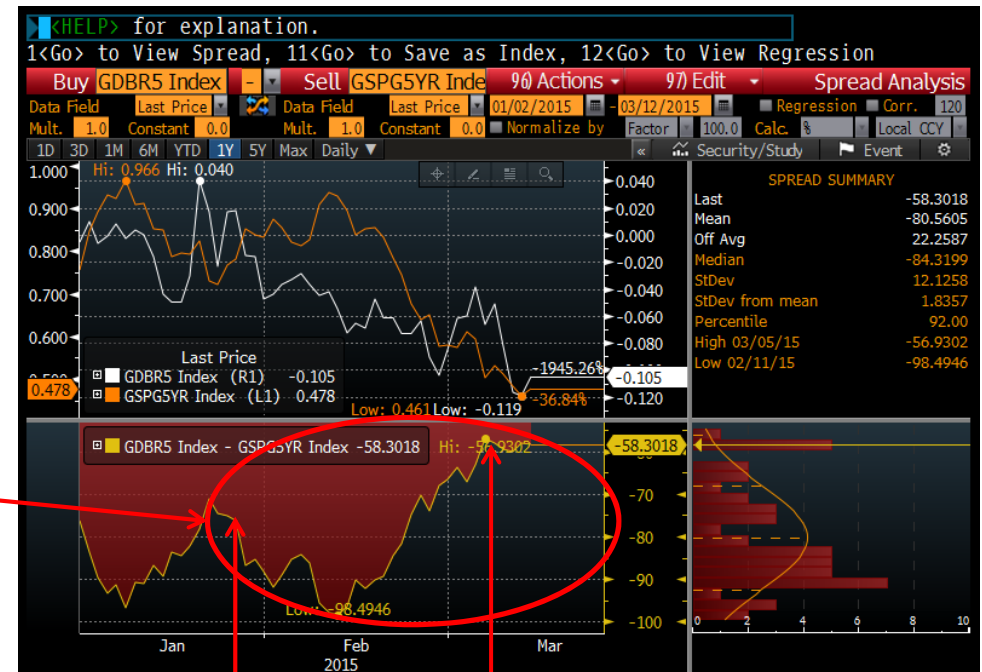 <HELP> for explanation.
1<Go> to View Spread, 11<Go> to Save as Index, 12<Go> to View Regression
Buy GDBR5 Index - Sell GSPG5YR Inde 96) Actions 97) Edit Spread Analysis
Data Field Last Price Data Field Last Price 01/02/2015 - 03/12/2015 Regression Corr. 120
Mult. 1.0 Constant 0.0 Mult. 1.0 Constant 0.0 Normalize by Factor 100.0 Calc. % Local CCY
1D 3D 1M 6M YTD 1Y 5Y Max Daily ▼ « Security/Study Event
1.000 Hi: 0.966 Hi: 0.040 0.040 SPREAD SUMMARY
Last -58.3018
0.900 0.020 Mean -80.5605
0.000 Off Avg 22.2587
0.800 -0.020 Median -84.3199
StDev 12.1258
0.700 -0.040 StDev from mean 1.8357
-0.060 Percentile 92.00
0.600 -0.080 High 03/05/15 -56.9302
Last Price Low 02/11/15 -98.4946
GDBR5 Index (R1) -0.105 -1945.26% -0.105
0.478 GSPG5YR Index (L1) 0.478 -36.84% -0.120
Low: 0.461 Low: -0.119
GDBR5 Index - GSPG5YR Index -58.3018 Hi: -56.9302 -58.3018
-70
-80
-90
Low: -98.4946
-100 0 2 4 6 8 10
Jan Feb Mar
2015